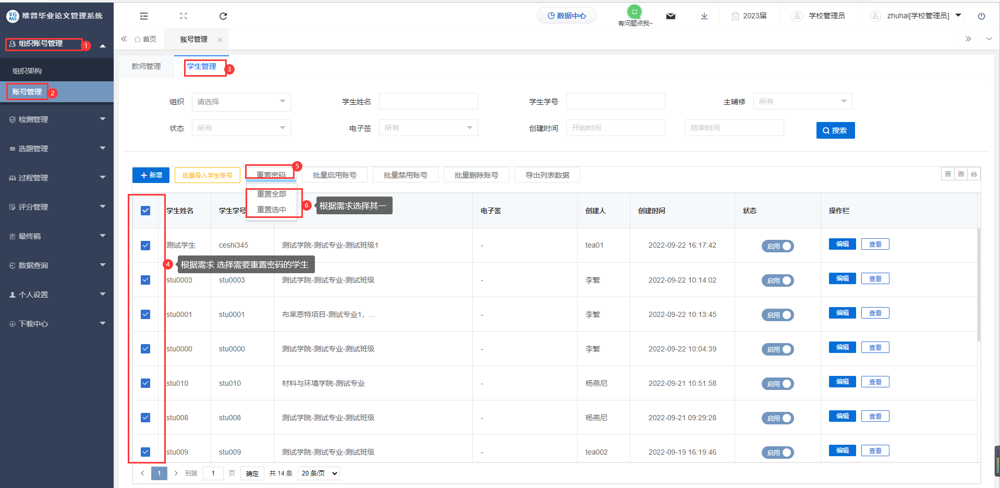 VG
MS
维普毕业论文管理系统
数据中心
有问题点我~
2023届
学校管理员
zhuhai[学校管理员]
组织账号管理
1
首页
账号管理
组织架构
账号管理
2
教师管理
学生管理
3
组织
请选择
学生姓名
学生学号
主辅修
所有
状态
所有
电子签
所有
创建时间
开始时间
结束时间
搜索
检测管理
选题管理
过程管理
评分管理
最终稿
数据查询
个人设置
下载中心
新增
批量导入学生账号
重置密码
5
批量启用账号
批量禁用账号
批量删除账号
导出列表数据
重置全部
重置选中
6
根据需求选择其一
学生姓名
学生学号
电子签
创建人
创建时间
状态
操作栏
测试学生
ceshi345
测试学院-测试专业-测试班级1
-
tea01
2022-09-22 16:17:42
启用
编辑
查看
4
根据需求 选择需要重置密码的学生
stu0003
stu0003
测试学院-测试专业-测试班级
-
李繁
2022-09-22 10:14:02
启用
编辑
查看
stu0001
stu0001
布莱恩特项目-测试专业1，...
-
李繁
2022-09-22 10:13:45
启用
编辑
查看
stu0000
stu0000
测试学院-测试专业-测试班级
-
李繁
2022-09-22 10:04:39
启用
编辑
查看
stu010
stu010
材料与环境学院-测试专业
-
杨燕尼
2022-09-21 10:51:58
启用
编辑
查看
stu008
stu008
测试学院-测试专业-测试班级
-
杨燕尼
2022-09-21 09:29:28
启用
编辑
查看
stu009
stu009
测试学院-测试专业-测试班级
-
tea002
2022-09-19 16:19:46
启用
编辑
查看
1
到第
1
页
确定
共 14 条
20 条/页